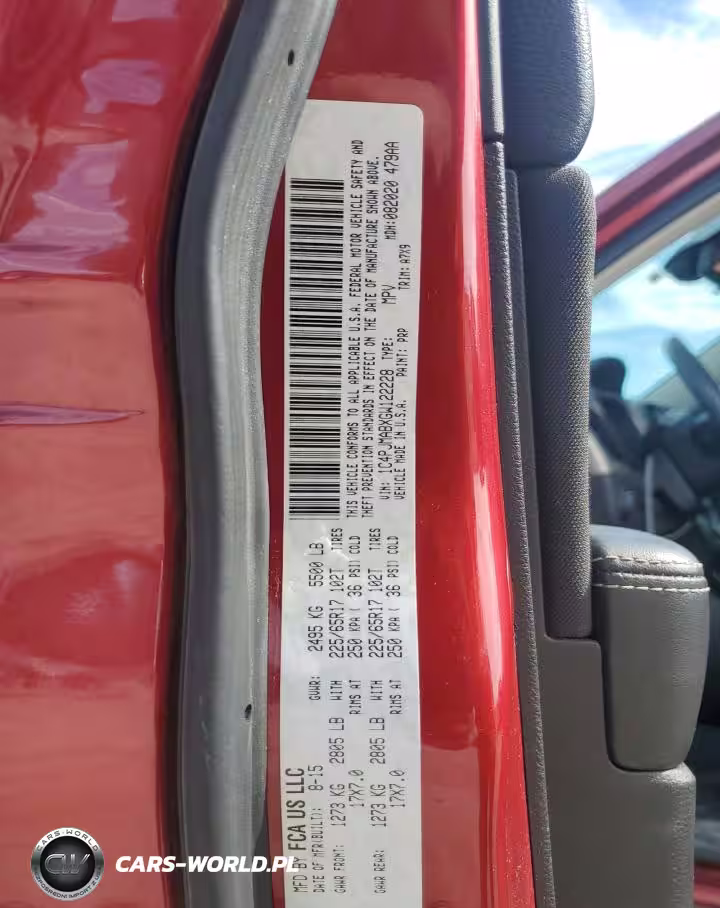 MFD BY FCA US LLC
DATE OF MFR(BUILT): 8-15 GVWR: 2495 KG 5500 LB
GAWR FRONT: 1273 KG 2805 LB WITH 225/65R17 102T TIRES
17X7.0 RIMS AT 250 KPA ( 36 PSI) COLD
GAWR REAR: 1273 KG 2805 LB WITH 225/65R17 102T TIRES
17X7.0 RIMS AT 250 KPA ( 36 PSI) COLD
THIS VEHICLE CONFORMS TO ALL APPLICABLE U.S.A. FEDERAL MOTOR VEHICLE SAFETY AND
THEFT PREVENTION STANDARDS IN EFFECT ON THE DATE OF MANUFACTURE SHOWN ABOVE.
VIN: 1C4PJMABXGW122228 TYPE: MPV MDH:082020 479AA
VEHICLE MADE IN U.S.A. PAINT: PRP TRIM: A7X9
CARS-WORLD.PL